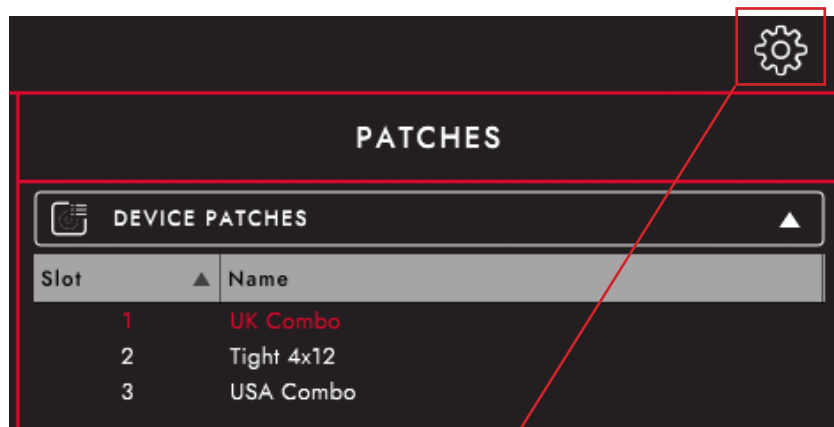 PATCHES
DEVICE PATCHES
Slot Name
1 UK Combo
2 Tight 4x12
3 USA Combo